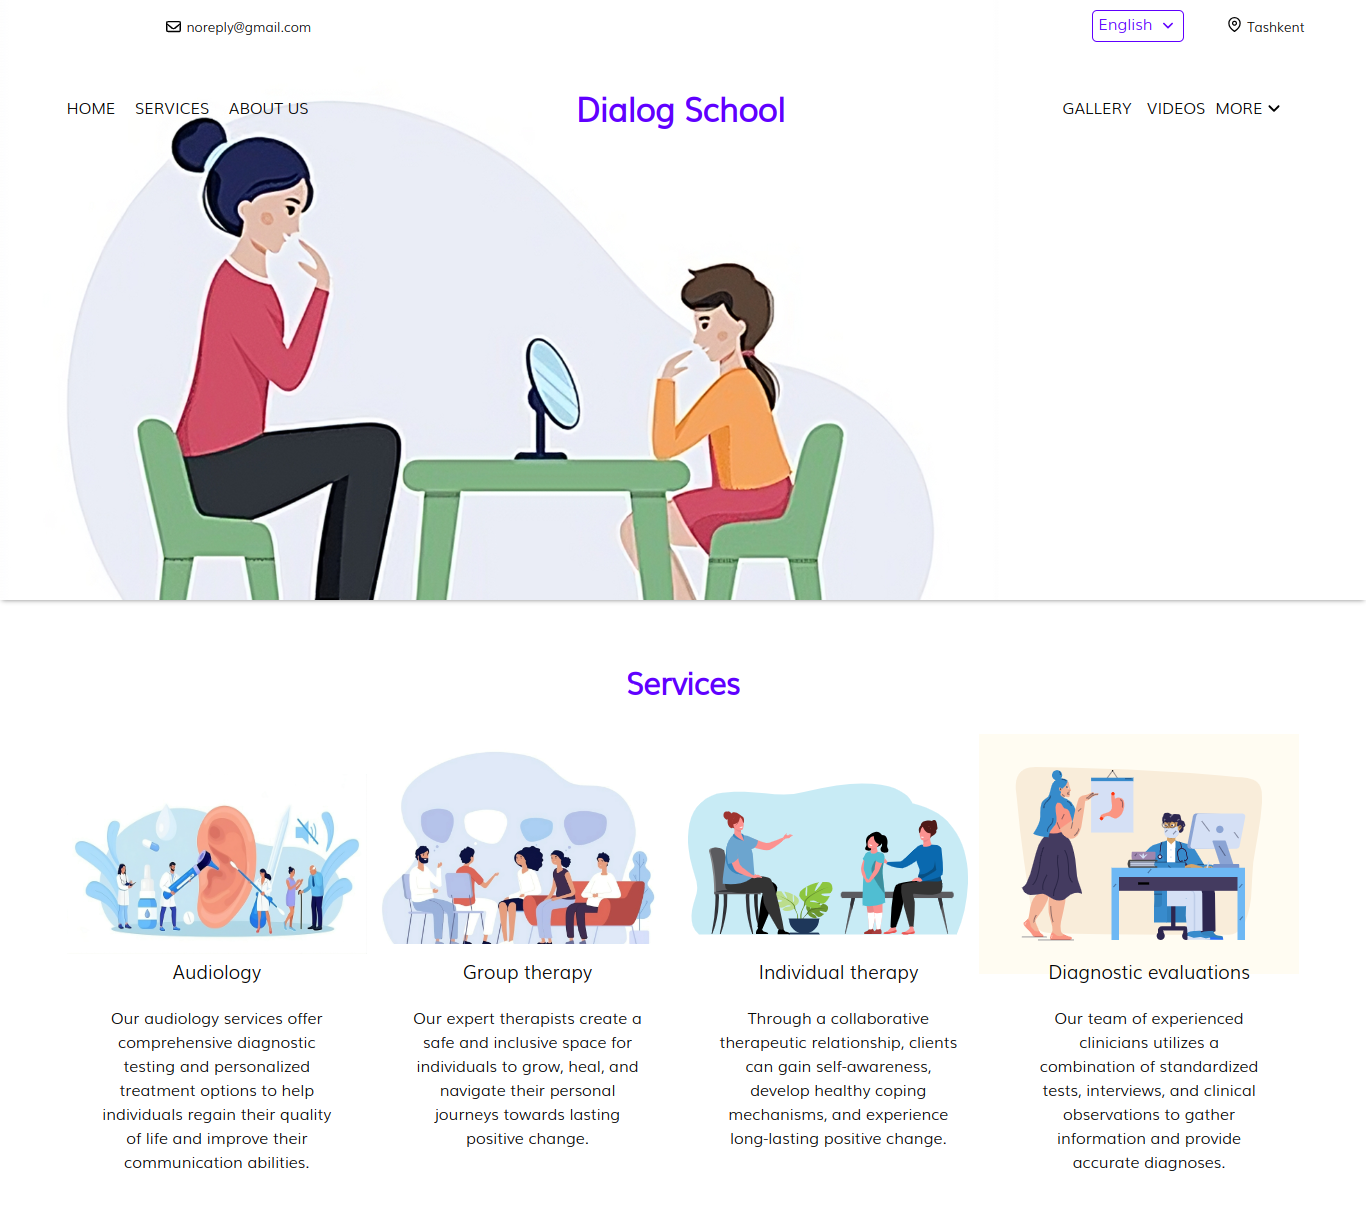 noreply@gmail.com
English
Tashkent
HOME SERVICES ABOUT US
Dialog School
GALLERY VIDEOS MORE
Services
Audiology
Our audiology services offer
comprehensive diagnostic
testing and personalized
treatment options to help
individuals regain their quality
of life and improve their
communication abilities.
Group therapy
Our expert therapists create a
safe and inclusive space for
individuals to grow, heal, and
navigate their personal
journeys towards lasting
positive change.
Individual therapy
Through a collaborative
therapeutic relationship, clients
can gain self-awareness,
develop healthy coping
mechanisms, and experience
long-lasting positive change.
Diagnostic evaluations
Our team of experienced
clinicians utilizes a
combination of standardized
tests, interviews, and clinical
observations to gather
information and provide
accurate diagnoses.